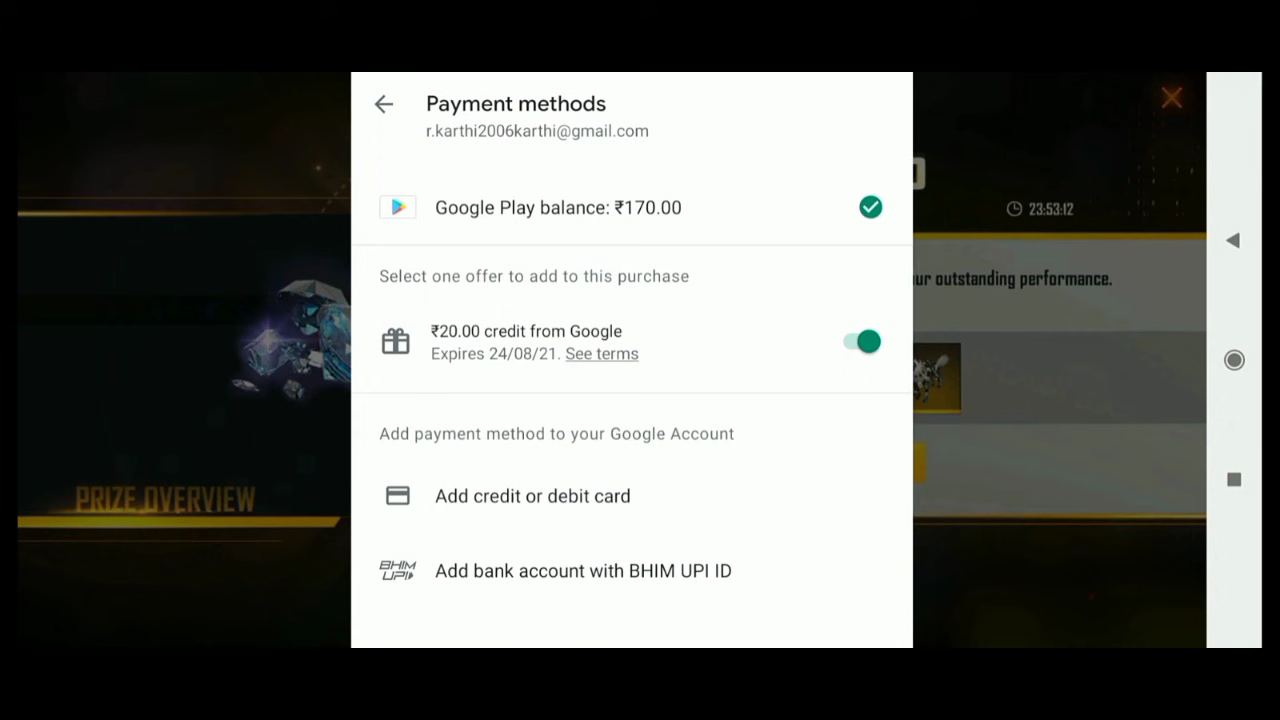 Payment methods
r.karthi2006karthi@gmail.com
Google Play balance: ₹170.00
23:53:12
Select one offer to add to this purchase
outstanding performance.
₹20.00 credit from Google
Expires 24/08/21. See terms
Add payment method to your Google Account
PRIZE OVERVIEW
Add credit or debit card
BHIM
UPI
Add bank account with BHIM UPI ID